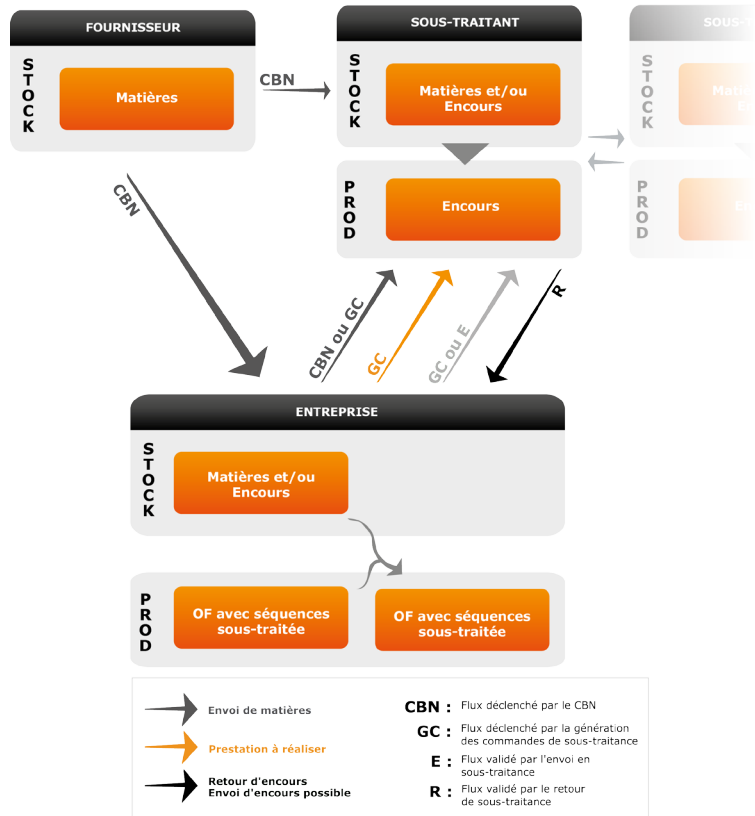 FOURNISSEUR
STOCK
Matières
CBN
SOUS-TRAITANT
STOCK
Matières et/ou
Encours
PROD
Encours
STOCK
PROD
CBN
CBN ou GC
GC
GC ou E
R
ENTREPRISE
STOCK
Matières et/ou
Encours
PROD
OF avec séquences
sous-traitée
OF avec séquences
sous-traitée
Envoi de matières
Prestation à réaliser
Retour d'encours
Envoi d'encours possible
CBN : Flux déclenché par le CBN
GC : Flux déclenché par la génération
des commandes de sous-traitance
E : Flux validé par l'envoi en
sous-traitance
R : Flux validé par le retour
de sous-traitance